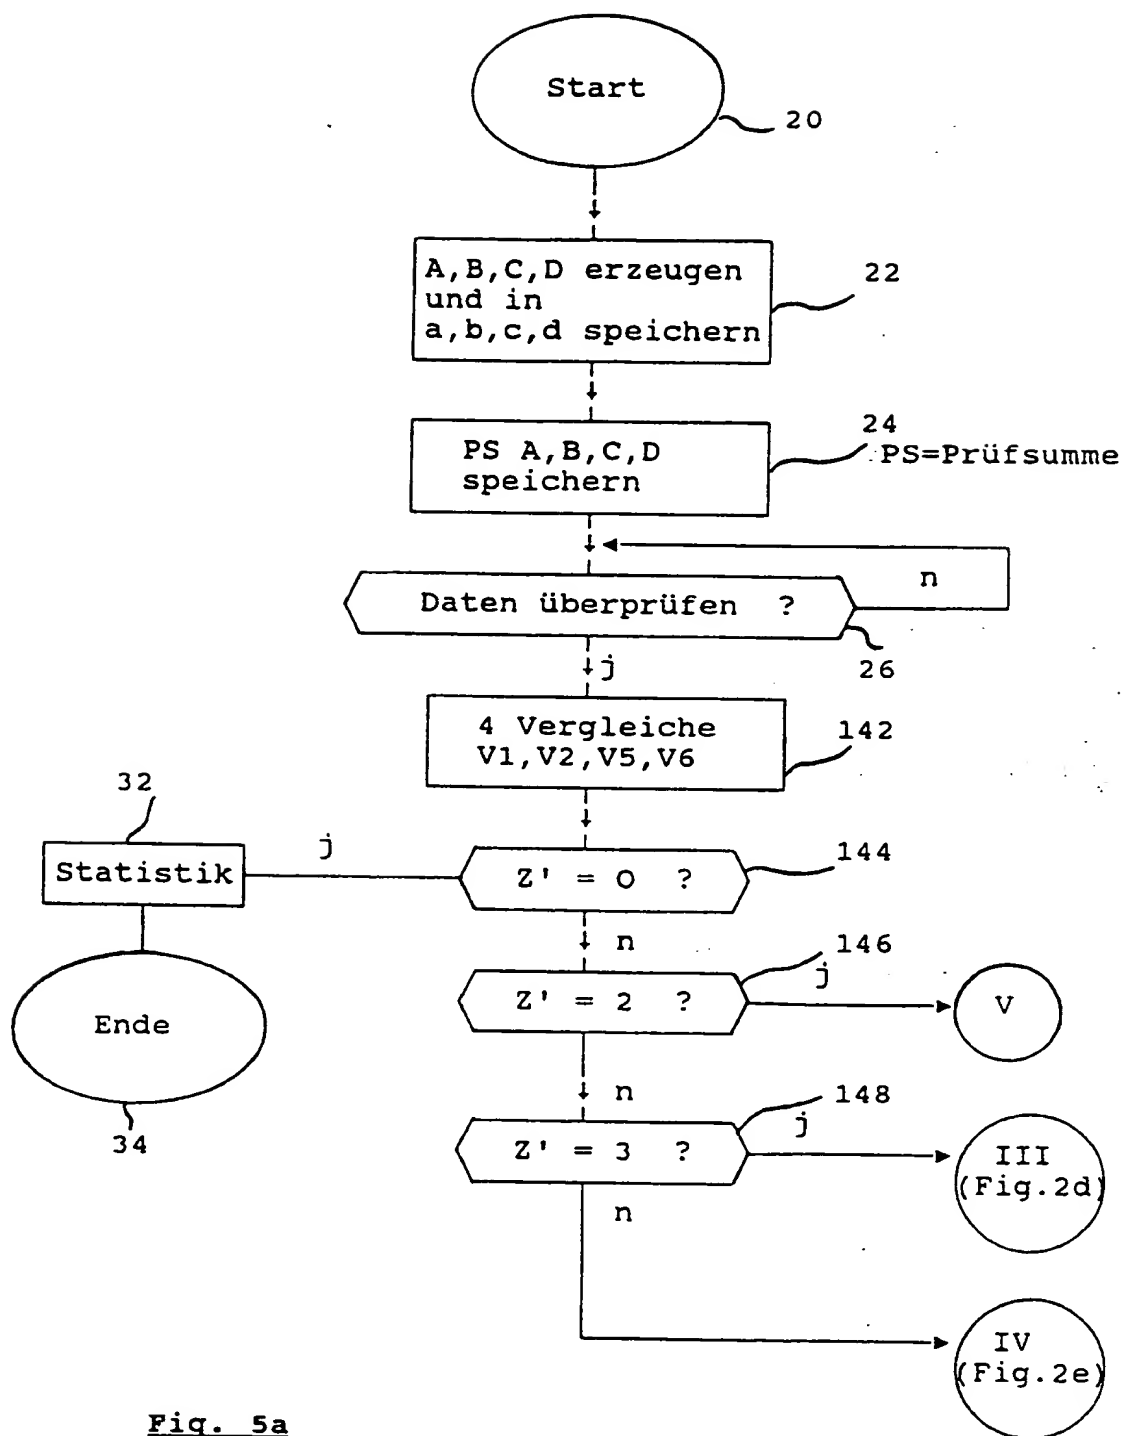 Start
20
A,B,C,D erzeugen
und in
a,b,c,d speichern
22
PS A,B,C,D
speichern
24
PS=Prüfsumme
n
Daten überprüfen ?
26
j
4 Vergleiche
V1,V2,V5,V6
142
32
Statistik
j
Z' = O ?
144
n
Ende
34
Z' = 2 ?
146
j
V
n
Z' = 3 ?
148
j
III
(Fig.2d)
n
IV
(Fig.2e)
Fig. 5a